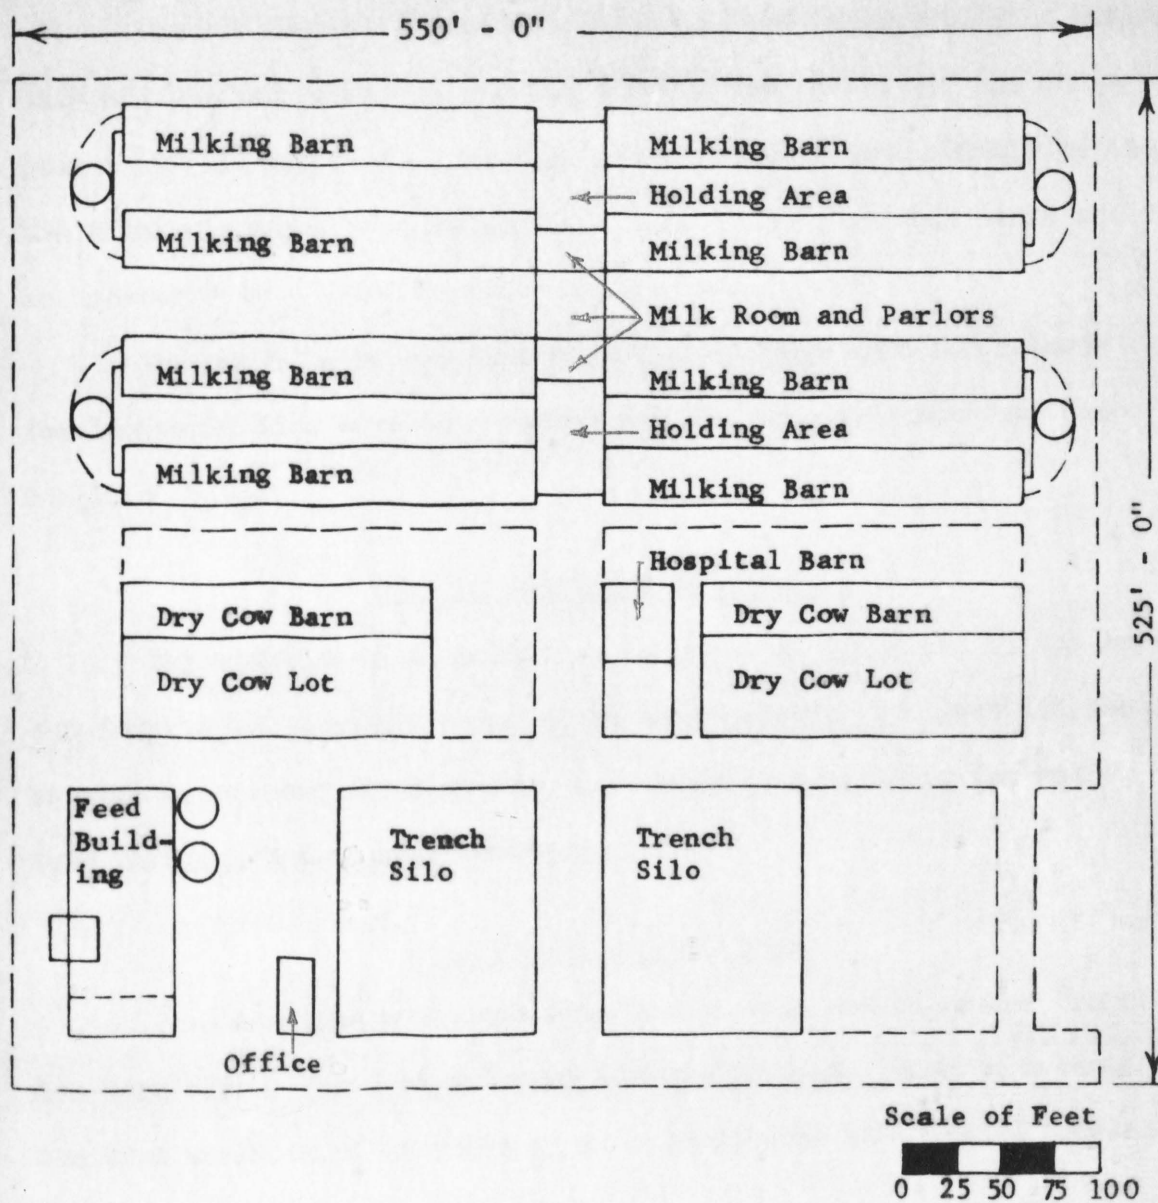 550' - 0"
Milking Barn
Milking Barn
Holding Area
Milking Barn
Milking Barn
Milk Room and Parlors
Milking Barn
Milking Barn
Holding Area
Milking Barn
Milking Barn
525' - 0"
Hospital Barn
Dry Cow Barn
Dry Cow Barn
Dry Cow Lot
Dry Cow Lot
Feed
Build-
ing
Trench
Silo
Trench
Silo
Office
Scale of Feet
0 25 50 75 100